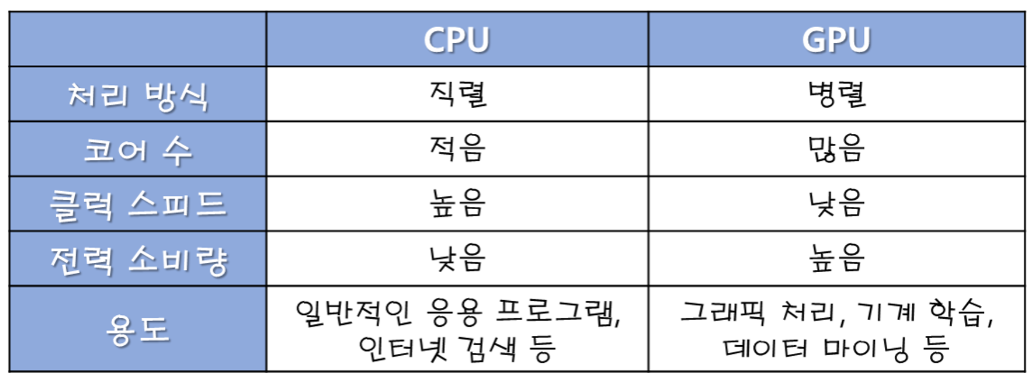 CPU GPU
처리 방식 직렬 병렬
코어 수 적음 많음
클럭 스피드 높음 낮음
전력 소비량 낮음 높음
용도 일반적인 응용 프로그램, 그래픽 처리, 기계 학습,
인터넷 검색 등 데이터 마이닝 등